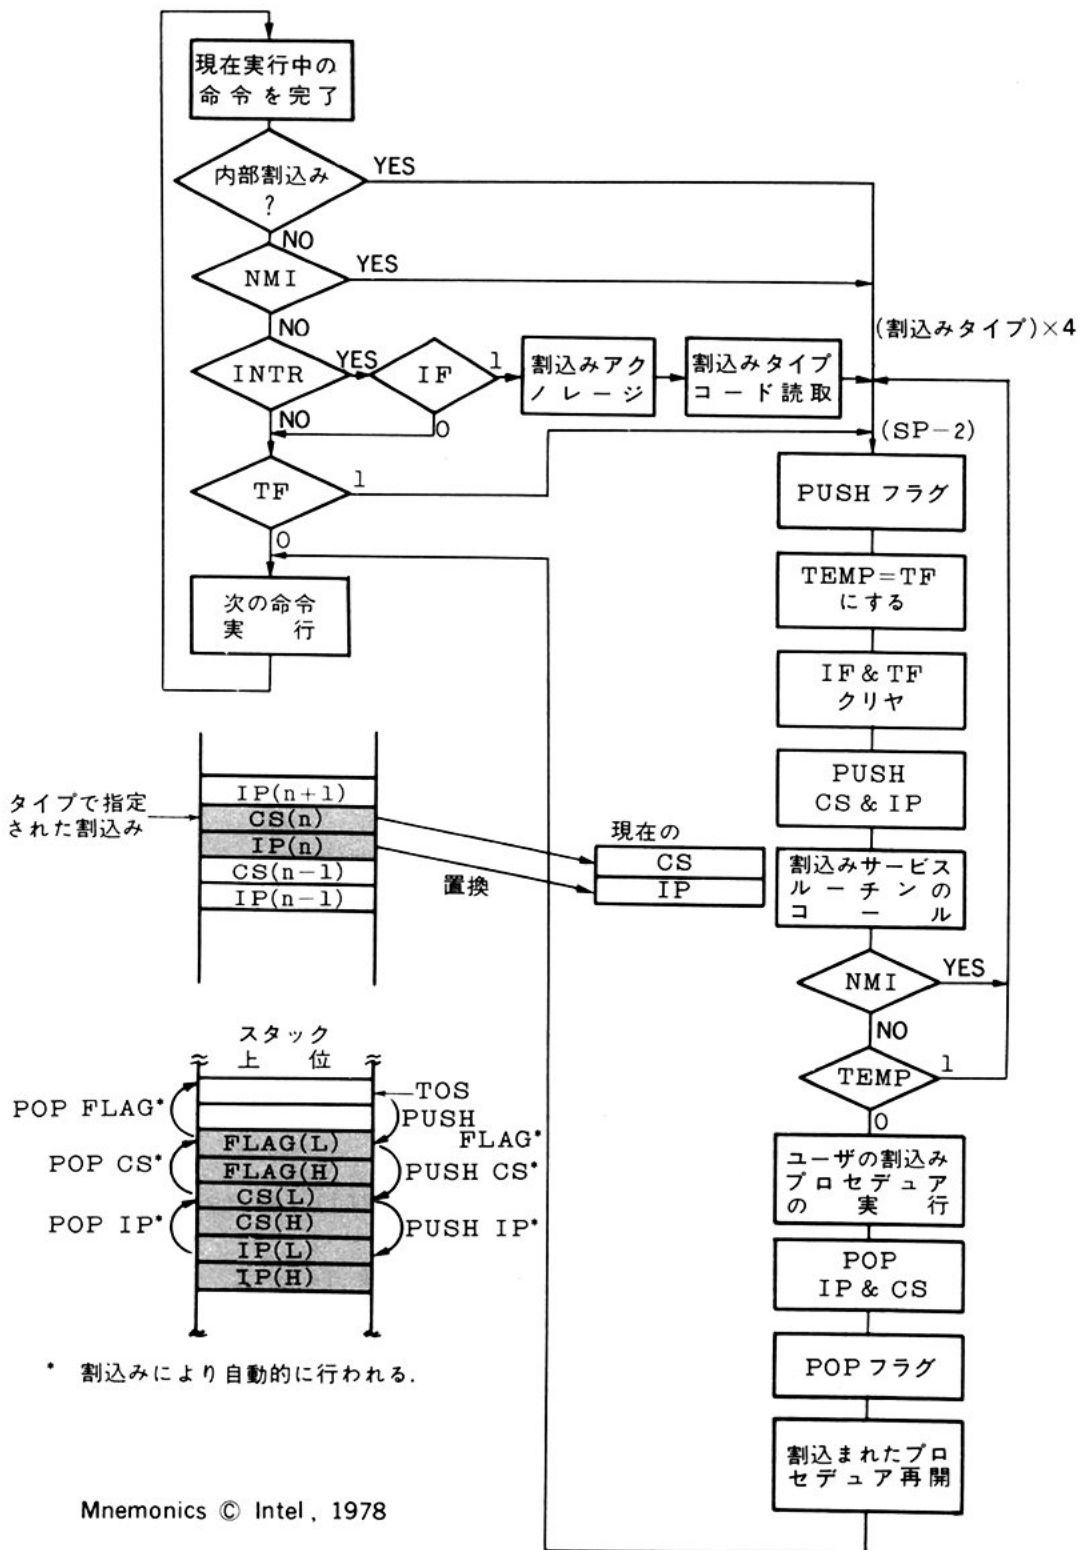 現在実行中の
命令を完了
内部割込み
?
YES
NO
NMI
YES
NO
INTR
YES
IF
1
割込みアク
ノレージ
割込みタイプ
コード読取
(割込みタイプ)×4
NO
0
(SP-2)
TF
1
0
次の命令
実 行
PUSH フラグ
TEMP=TF
にする
IF & TF
クリヤ
PUSH
CS & IP
割込みサービス
ルーチンの
コール
NMI
YES
NO
TEMP
1
0
ユーザの割込み
プロセデュア
の 実 行
POP
IP & CS
POP フラグ
割込まれたプロ
セデュア再開
タイプで指定
された割込み
IP(n+1)
CS(n)
IP(n)
CS(n-1)
IP(n-1)
置換
現在の
CS
IP
スタック
上 位
TOS
POP FLAG*
PUSH
FLAG*
FLAG(L)
POP CS*
FLAG(H)
PUSH CS*
CS(L)
POP IP*
CS(H)
PUSH IP*
IP(L)
IP(H)
* 割込みにより自動的に行われる.
Mnemonics © Intel, 1978